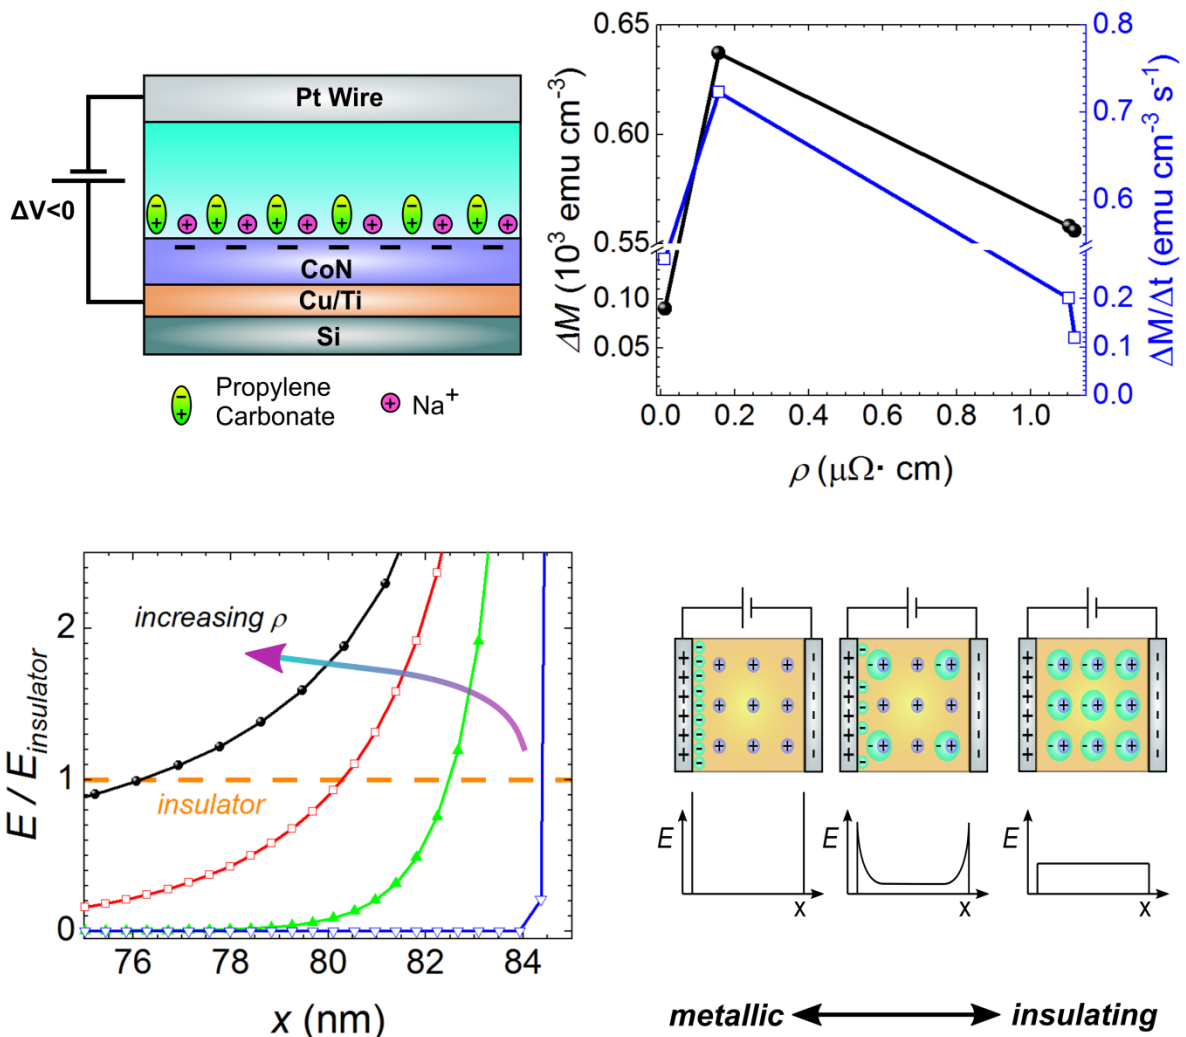 Pt Wire
ΔV<0
CoN
Cu/Ti
Si
Propylene
Carbonate
Na+
0.65
0.60
0.55
0.10
0.05
ΔM (10³ emu cm⁻³)
0.8
0.7
0.6
0.2
0.1
0.0
ΔM/Δt (emu cm⁻³ s⁻¹)
0.0 0.2 0.4 0.6 0.8 1.0
ρ (μΩ· cm)
2
1
0
E / Einsulator
increasing ρ
insulator
76 78 80 82 84
x (nm)
E E E
X X X
metallic insulating